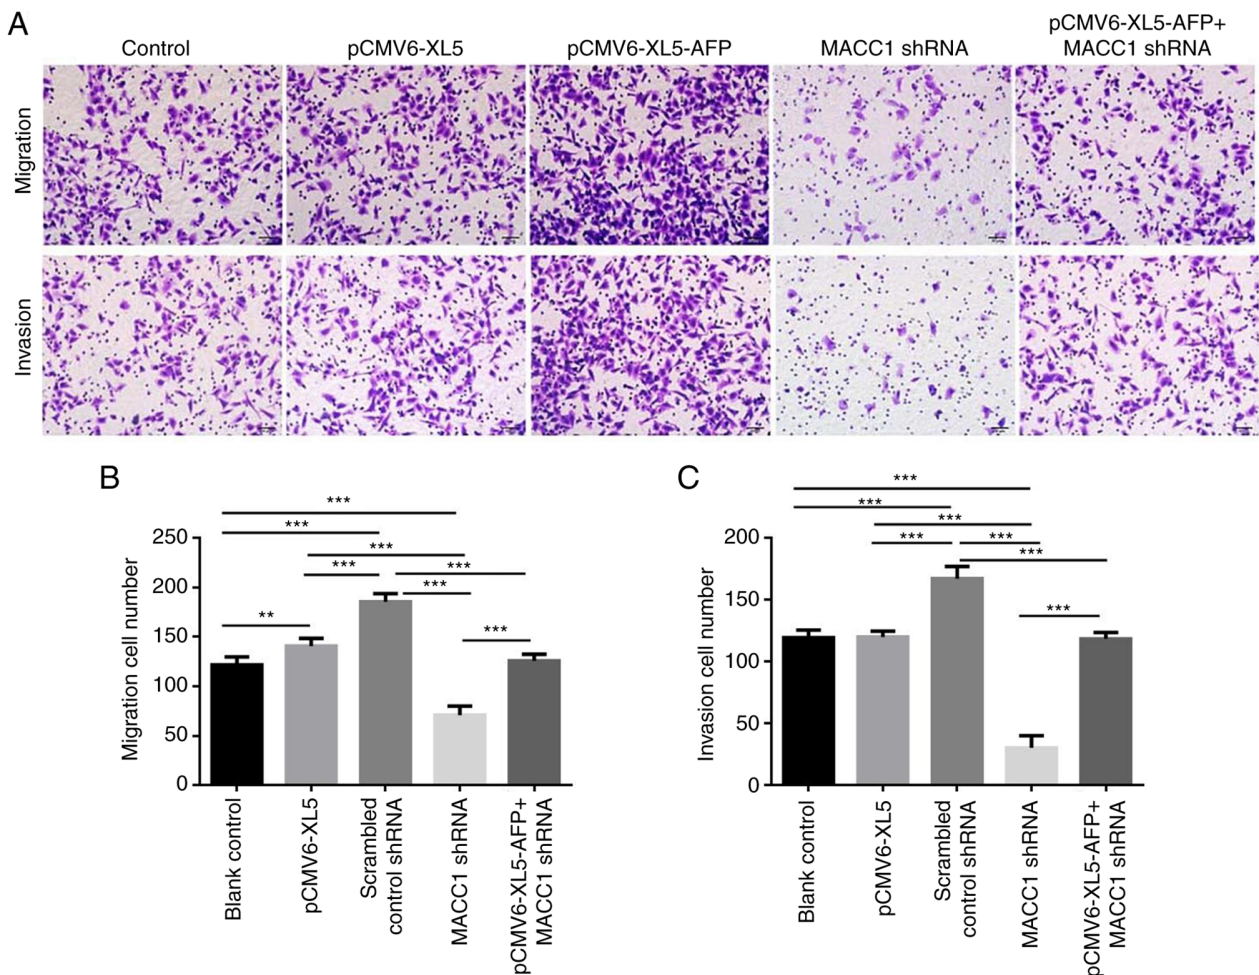 A
Control
pCMV6-XL5
pCMV6-XL5-AFP
MACC1 shRNA
pCMV6-XL5-AFP+
MACC1 shRNA
Migration
Invasion
B
***
***
***
***
***
***
**
***
250
200
150
100
50
0
Migration cell number
Blank control
pCMV6-XL5
Scrambled
control shRNA
MACC1 shRNA
pCMV6-XL5-AFP+
MACC1 shRNA
C
***
***
***
***
***
***
***
200
150
100
50
0
Invasion cell number
Blank control
pCMV6-XL5
Scrambled
control shRNA
MACC1 shRNA
pCMV6-XL5-AFP+
MACC1 shRNA